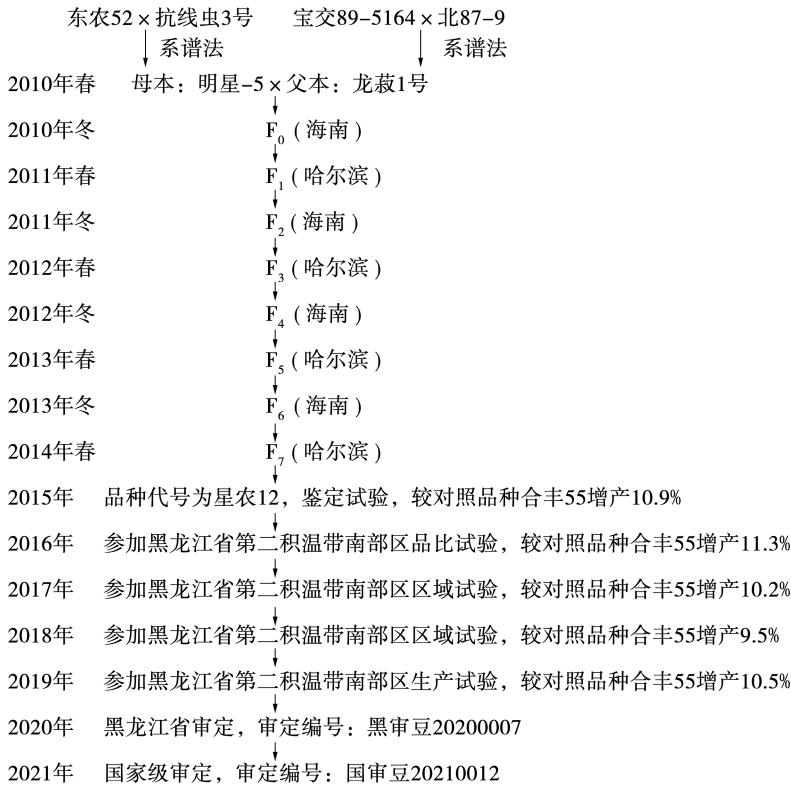 东农52×抗线虫3号 宝交89-5164×北87-9
系谱法 系谱法
2010年春 母本：明星-5×父本：龙菽1号
2010年冬 F0（海南）
2011年春 F1（哈尔滨）
2011年冬 F2（海南）
2012年春 F3（哈尔滨）
2012年冬 F4（海南）
2013年春 F5（哈尔滨）
2013年冬 F6（海南）
2014年春 F7（哈尔滨）
2015年 品种代号为星农12，鉴定试验，较对照品种合丰55增产10.9%
2016年 参加黑龙江省第二积温带南部区品比试验，较对照品种合丰55增产11.3%
2017年 参加黑龙江省第二积温带南部区区域试验，较对照品种合丰55增产10.2%
2018年 参加黑龙江省第二积温带南部区区域试验，较对照品种合丰55增产9.5%
2019年 参加黑龙江省第二积温带南部区生产试验，较对照品种合丰55增产10.5%
2020年 黑龙江省审定，审定编号：黑审豆20200007
2021年 国家级审定，审定编号：国审豆20210012